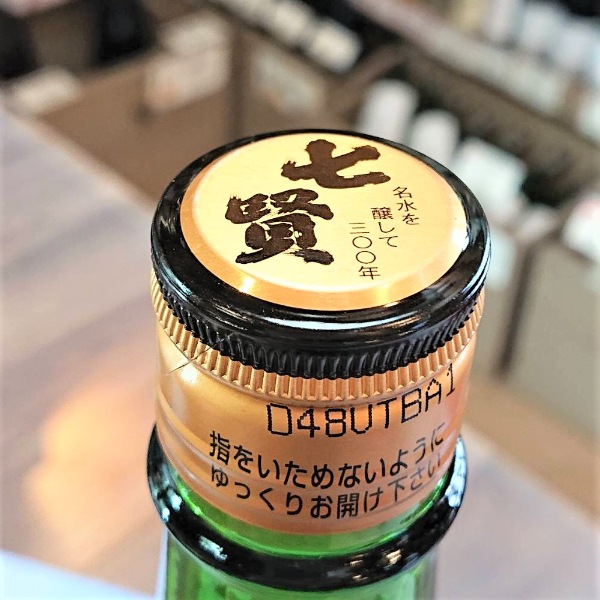 七賢
名水を
醸して
三〇〇年
D48UTBA1
指をいためないように
ゆっくりお開け下さい